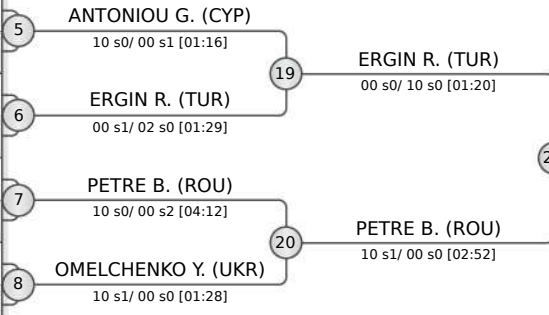 ANTONIOU G. (CYP)
5
10 s0/ 00 s1 [01:16]
19
ERGIN R. (TUR)
00 s0/ 10 s0 [01:20]
ERGIN R. (TUR)
6
00 s1/ 02 s0 [01:29]
PETRE B. (ROU)
7
10 s0/ 00 s2 [04:12]
20
PETRE B. (ROU)
10 s1/ 00 s0 [02:52]
OMELCHENKO Y. (UKR)
8
10 s1/ 00 s0 [01:28]